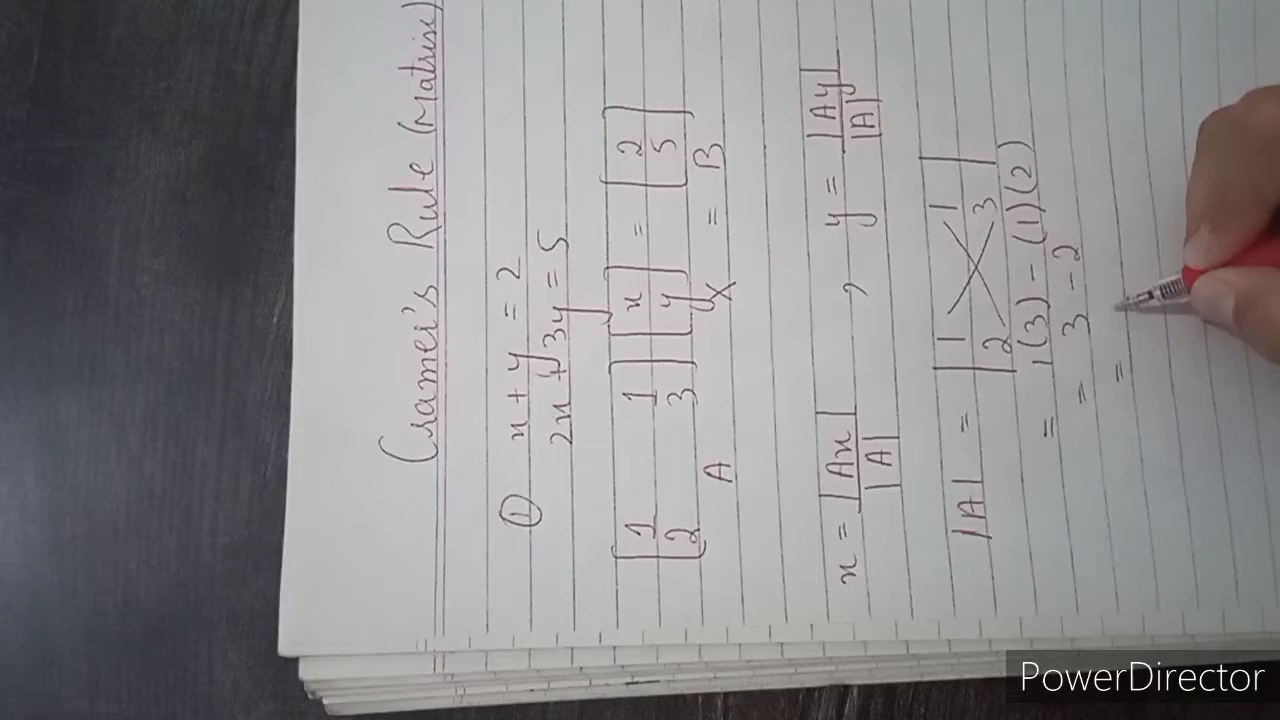 Cramer's Rule (Matrix)
① x + y = 2
2x + 3y = 5
[1 1] [x] = [2]
[2 3] [y] [5]
A X = B
x = |Ax| / |A| , y = |Ay| / |A|
|A| = |1 1|
|2 3|
= 1(3) - (1)(2)
= 3 - 2
=
PowerDirector